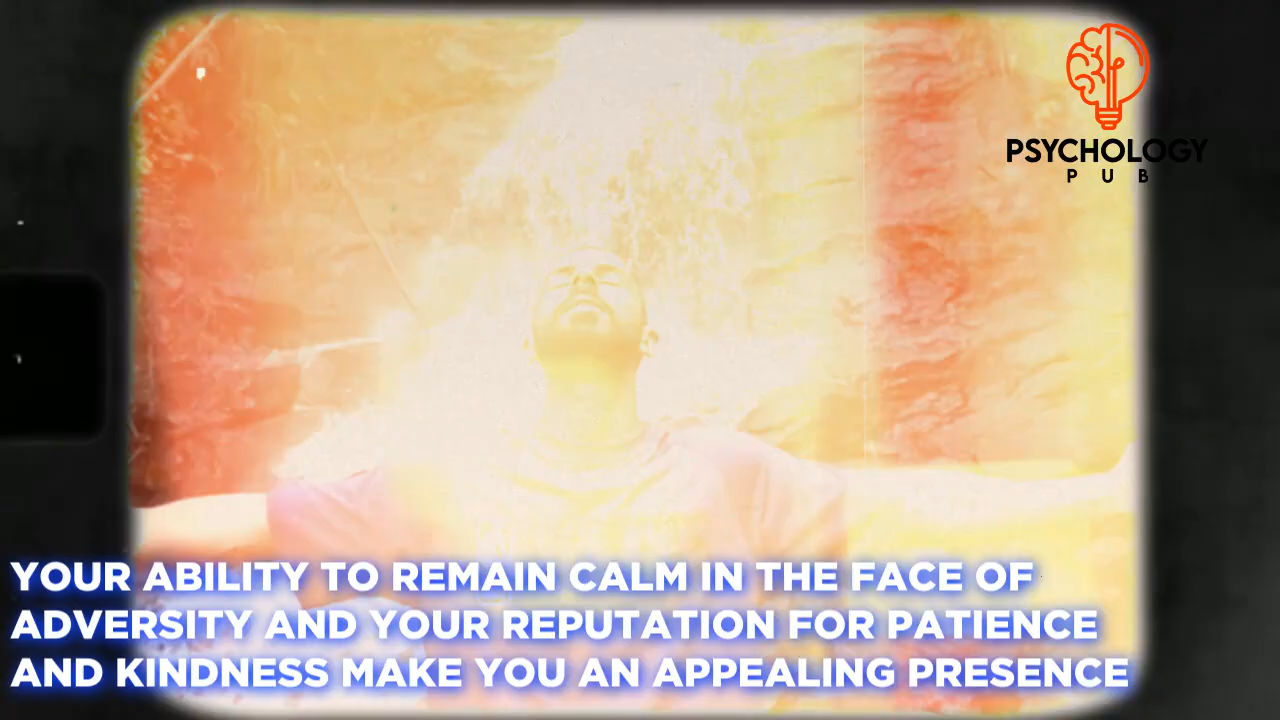 PSYCHOLOGY
PUB
YOUR ABILITY TO REMAIN CALM IN THE FACE OF
ADVERSITY AND YOUR REPUTATION FOR PATIENCE
AND KINDNESS MAKE YOU AN APPEALING PRESENCE